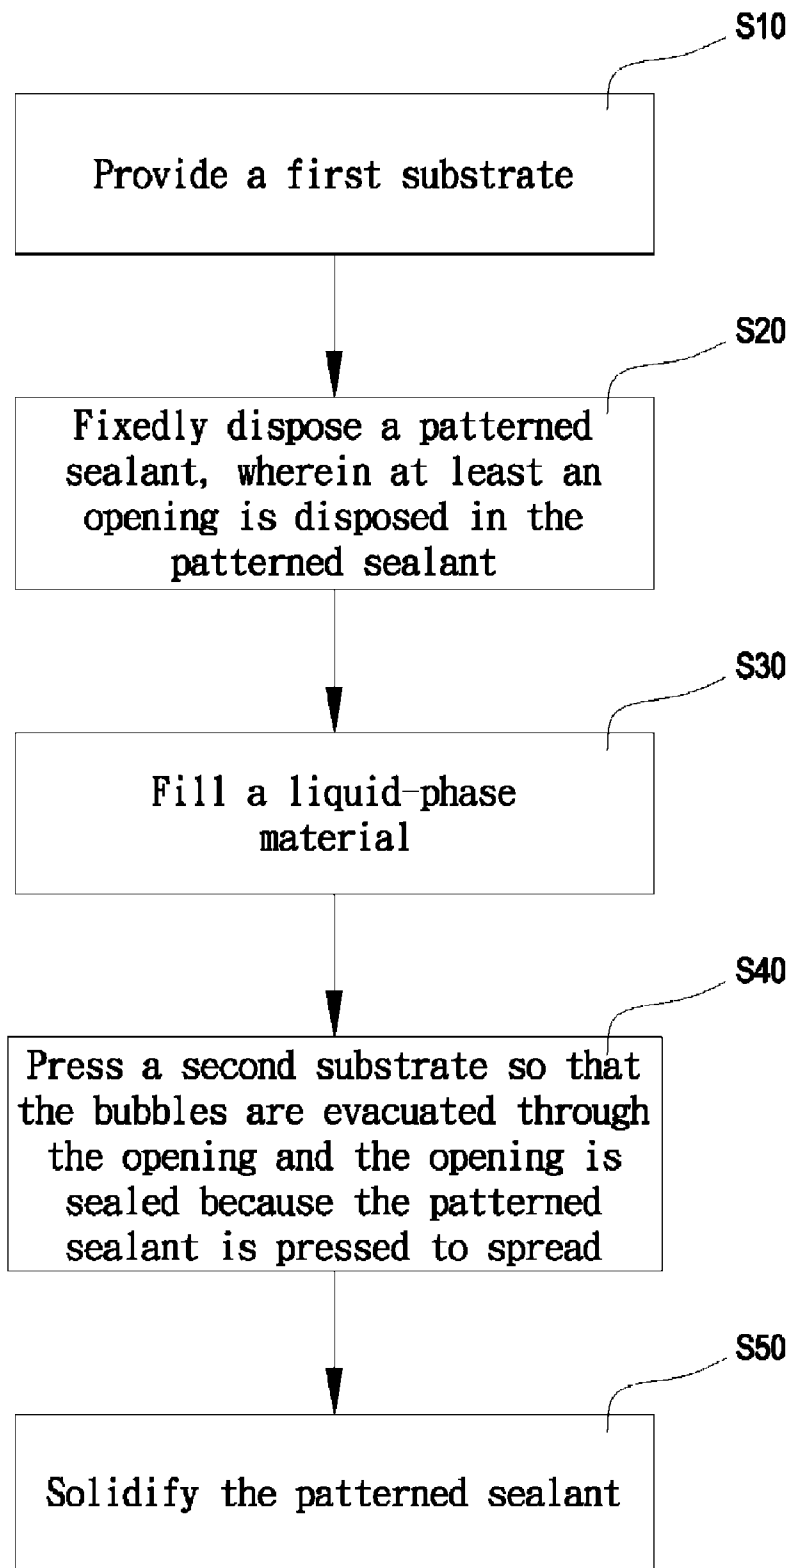 S10
Provide a first substrate
S20
Fixedly dispose a patterned
sealant, wherein at least an
opening is disposed in the
patterned sealant
S30
Fill a liquid-phase
material
S40
Press a second substrate so that
the bubbles are evacuated through
the opening and the opening is
sealed because the patterned
sealant is pressed to spread
S50
Solidify the patterned sealant